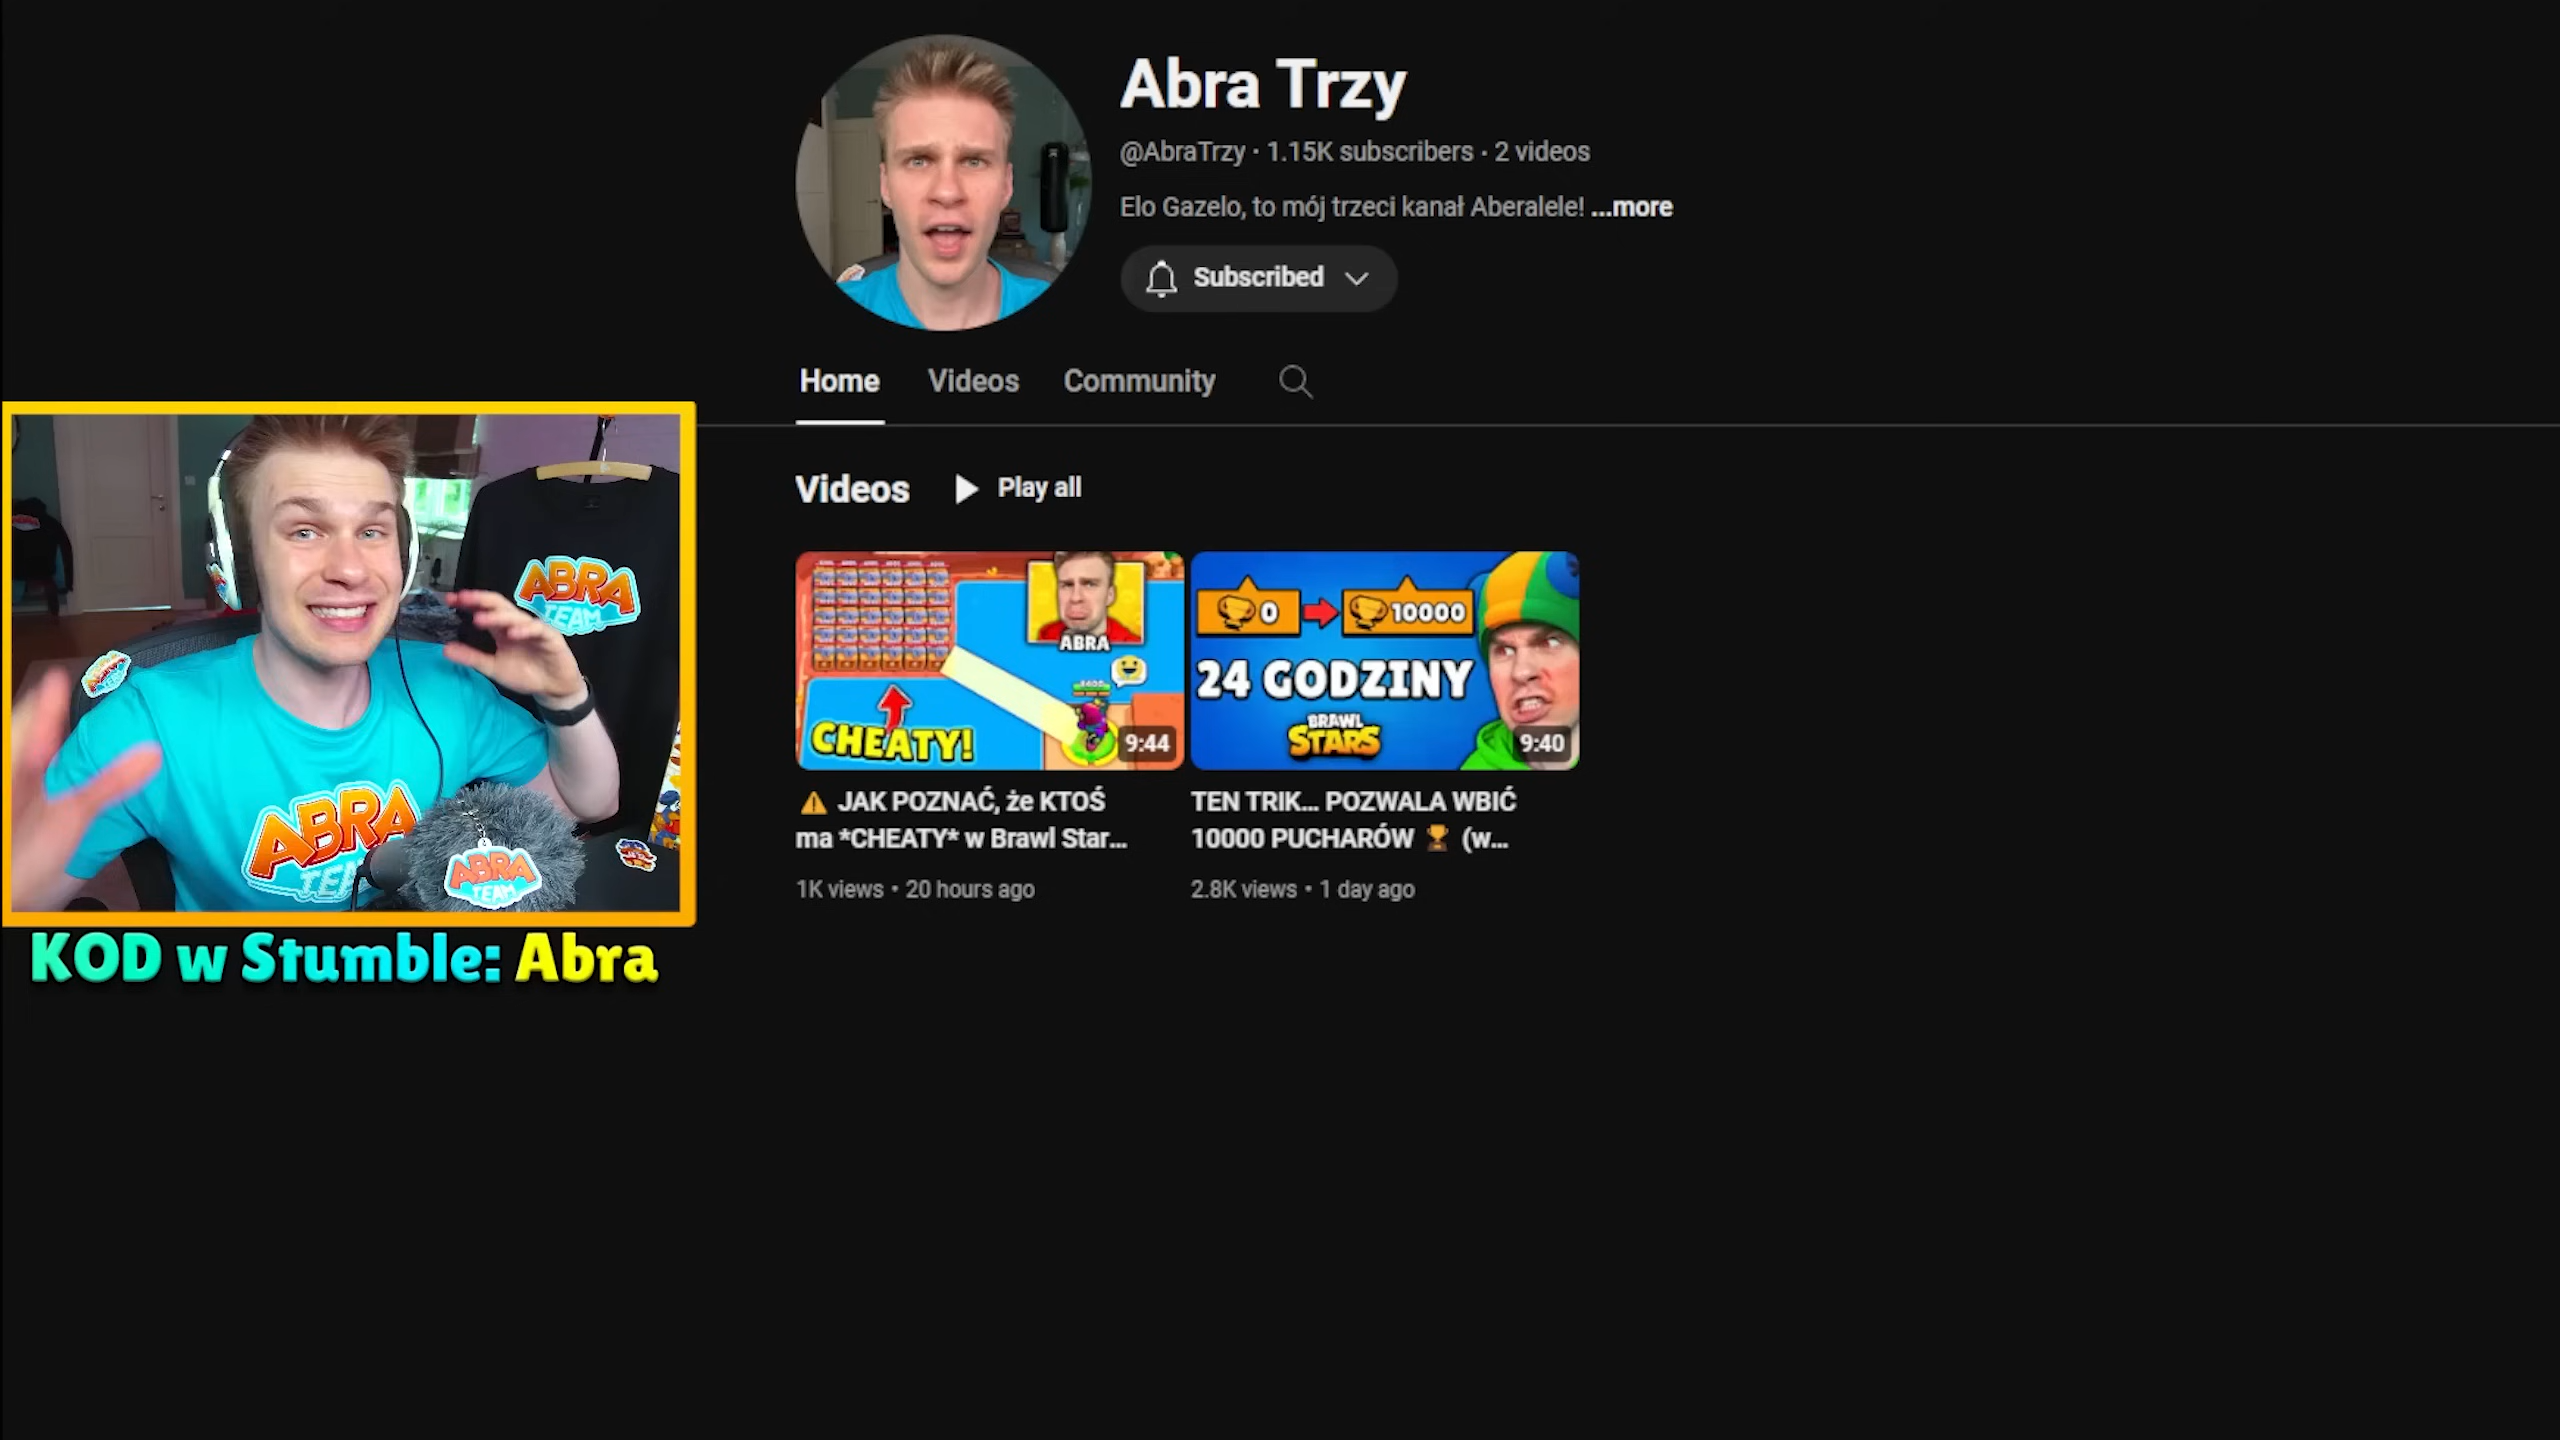 Abra Trzy
@AbraTrzy · 1.15K subscribers · 2 videos
Elo Gazelo, to mój trzeci kanał Aberalele! ...more
Subscribed
Home Videos Community
Videos Play all
ABRA
CHEATY!
9:44
0 10000
24 GODZINY
BRAWL
STARS
9:40
⚠ JAK POZNAĆ, że KTOŚ
ma *CHEATY* w Brawl Star...
1K views • 20 hours ago
TEN TRIK... POZWALA WBIĆ
10000 PUCHARÓW 🏆 (w...
2.8K views • 1 day ago
ABRA
TEAM
ABRA
ABRA
TEAM
KOD w Stumble: Abra